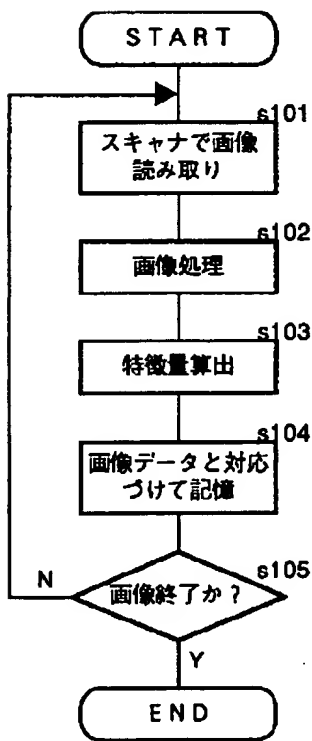 START
s101
スキャナで画像
読み取り
s102
画像処理
s103
特徴量算出
s104
画像データと対応
づけて記憶
s105
画像終了か?
N
Y
END